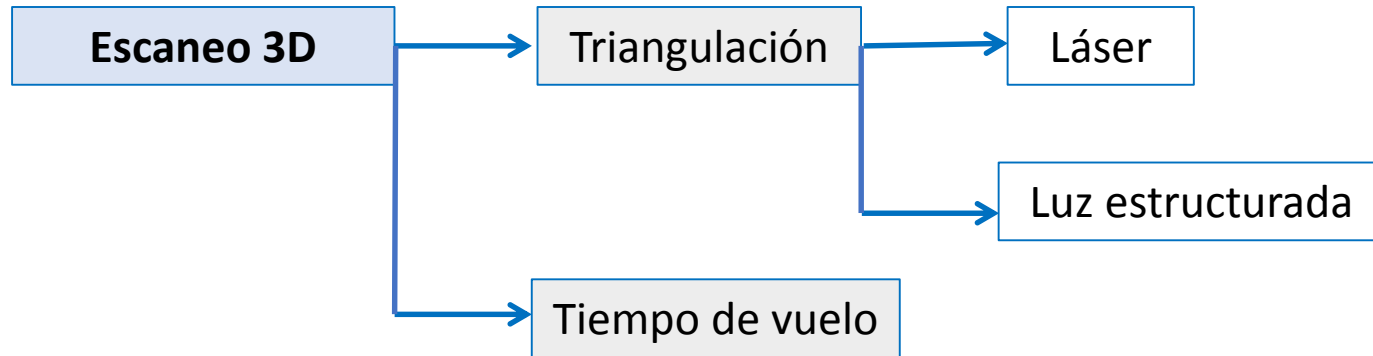 Escaneo 3D
Triangulación
Láser
Luz estructurada
Tiempo de vuelo